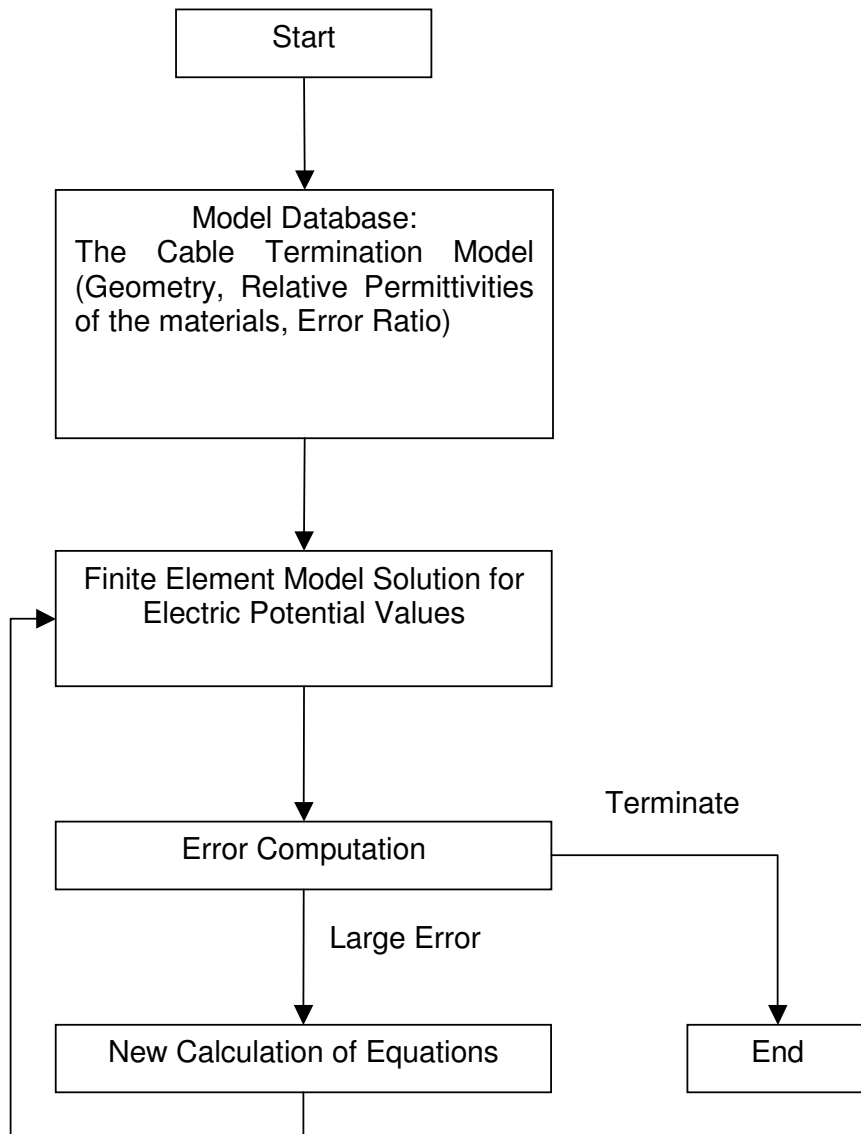 Start
Model Database:
The Cable Termination Model
(Geometry, Relative Permittivities
of the materials, Error Ratio)
Finite Element Model Solution for
Electric Potential Values
Terminate
Error Computation
Large Error
New Calculation of Equations
End